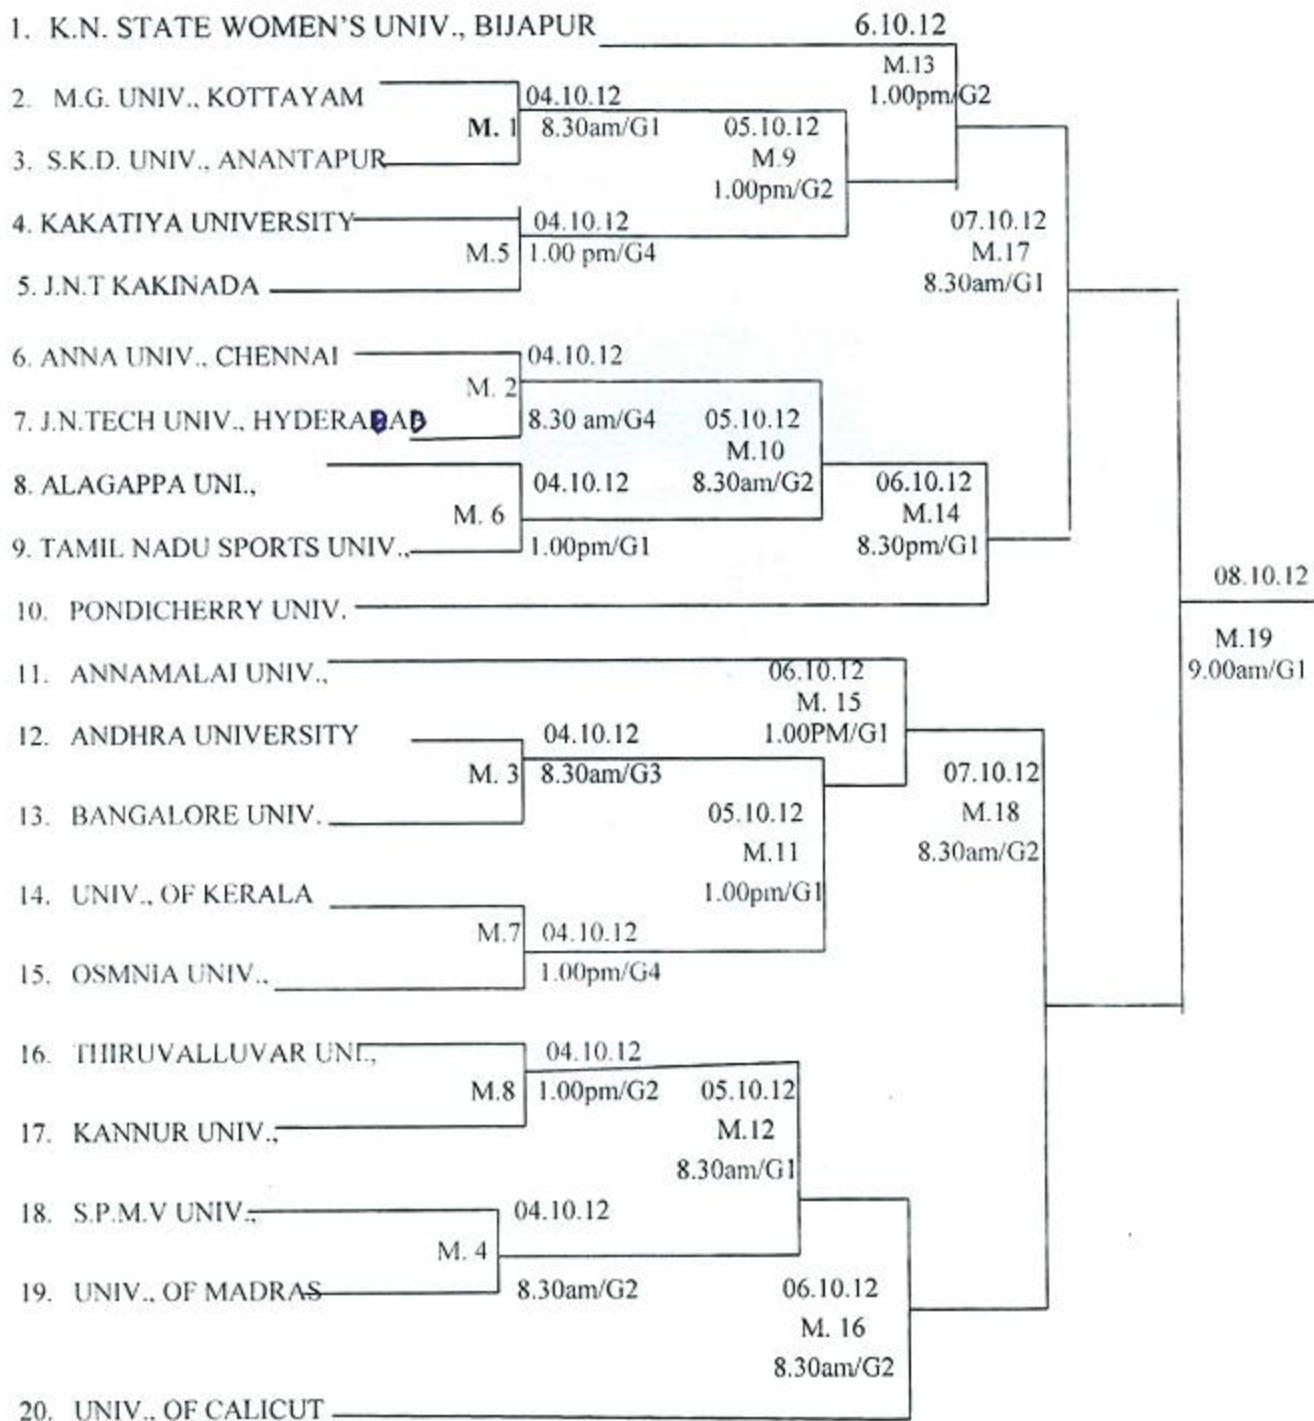 1. K.N. STATE WOMEN'S UNIV., BIJAPUR 6.10.12
M.13
2. M.G. UNIV., KOTTAYAM 04.10.12 1.00pm/G2
M. 1 8.30am/G1 05.10.12
3. S.K.D. UNIV., ANANTAPUR M.9
1.00pm/G2
4. KAKATIYA UNIVERSITY 04.10.12 07.10.12
M.5 1.00 pm/G4 M.17
5. J.N.T KAKINADA 8.30am/G1
6. ANNA UNIV., CHENNAI 04.10.12
M. 2
7. J.N.TECH UNIV., HYDERABAD 8.30 am/G4 05.10.12
M.10
8. ALAGAPPA UNI., 04.10.12 8.30am/G2 06.10.12
M. 6 M.14
9. TAMIL NADU SPORTS UNIV., 1.00pm/G1 8.30pm/G1
08.10.12
10. PONDICHERRY UNIV.
M.19
11. ANNAMALAI UNIV., 06.10.12 9.00am/G1
M. 15
12. ANDHRA UNIVERSITY 04.10.12 1.00PM/G1
M. 3 8.30am/G3 07.10.12
13. BANGALORE UNIV. 05.10.12 M.18
M.11 8.30am/G2
14. UNIV., OF KERALA 1.00pm/G1
M.7 04.10.12
15. OSMNIA UNIV., 1.00pm/G4
16. THIRUVALLUVAR UNI., 04.10.12
M.8 1.00pm/G2 05.10.12
17. KANNUR UNIV., M.12
8.30am/G1
18. S.P.M.V UNIV., 04.10.12
M. 4
19. UNIV., OF MADRAS 8.30am/G2 06.10.12
M. 16
8.30am/G2
20. UNIV., OF CALICUT